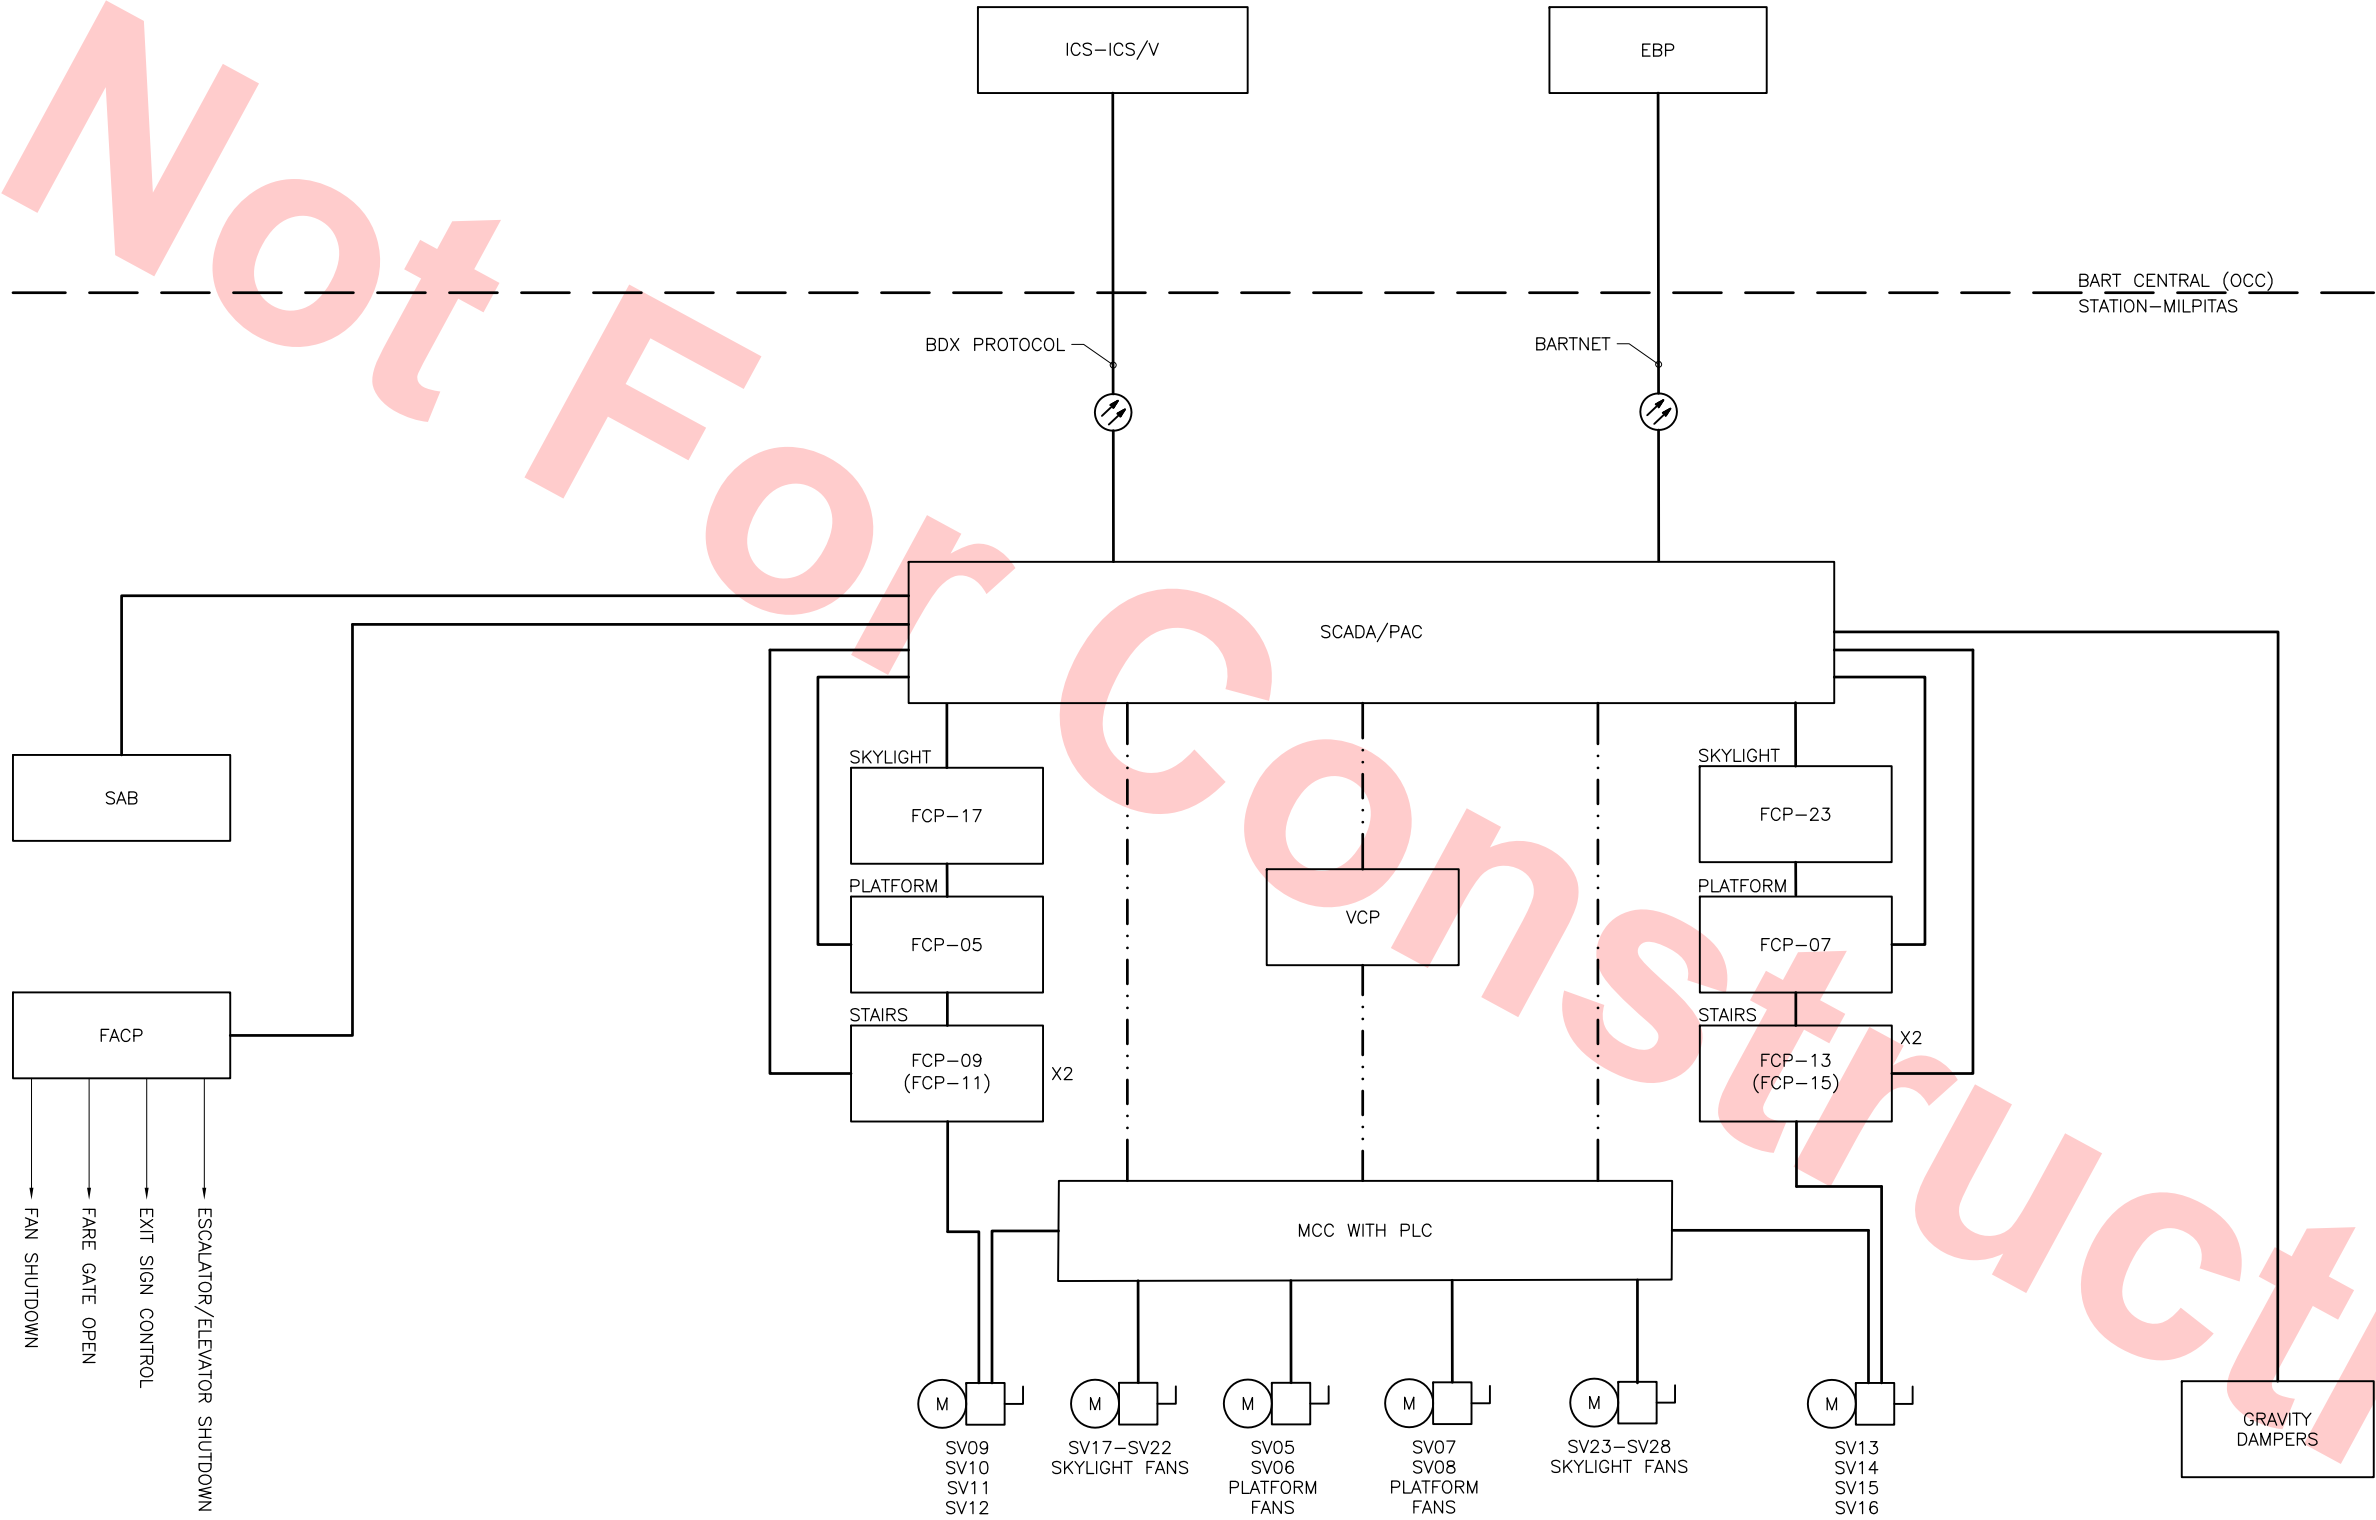 ICS-ICS/V
EBP
BART CENTRAL (OCC)
STATION-MILPITAS
BDX PROTOCOL
BARTNET
SCADA/PAC
SAB
FACP
FAN SHUTDOWN
FARE GATE OPEN
EXIT SIGN CONTROL
ESCALATOR/ELEVATOR SHUTDOWN
SKYLIGHT
FCP-17
PLATFORM
FCP-05
STAIRS
FCP-09
(FCP-11)
X2
VCP
SKYLIGHT
FCP-23
PLATFORM
FCP-07
STAIRS
FCP-13
(FCP-15)
X2
MCC WITH PLC
M
SV09
SV10
SV11
SV12
M
SV17-SV22
SKYLIGHT FANS
M
SV05
SV06
PLATFORM
FANS
M
SV07
SV08
PLATFORM
FANS
M
SV23-SV28
SKYLIGHT FANS
M
SV13
SV14
SV15
SV16
GRAVITY
DAMPERS
Not For Constructi